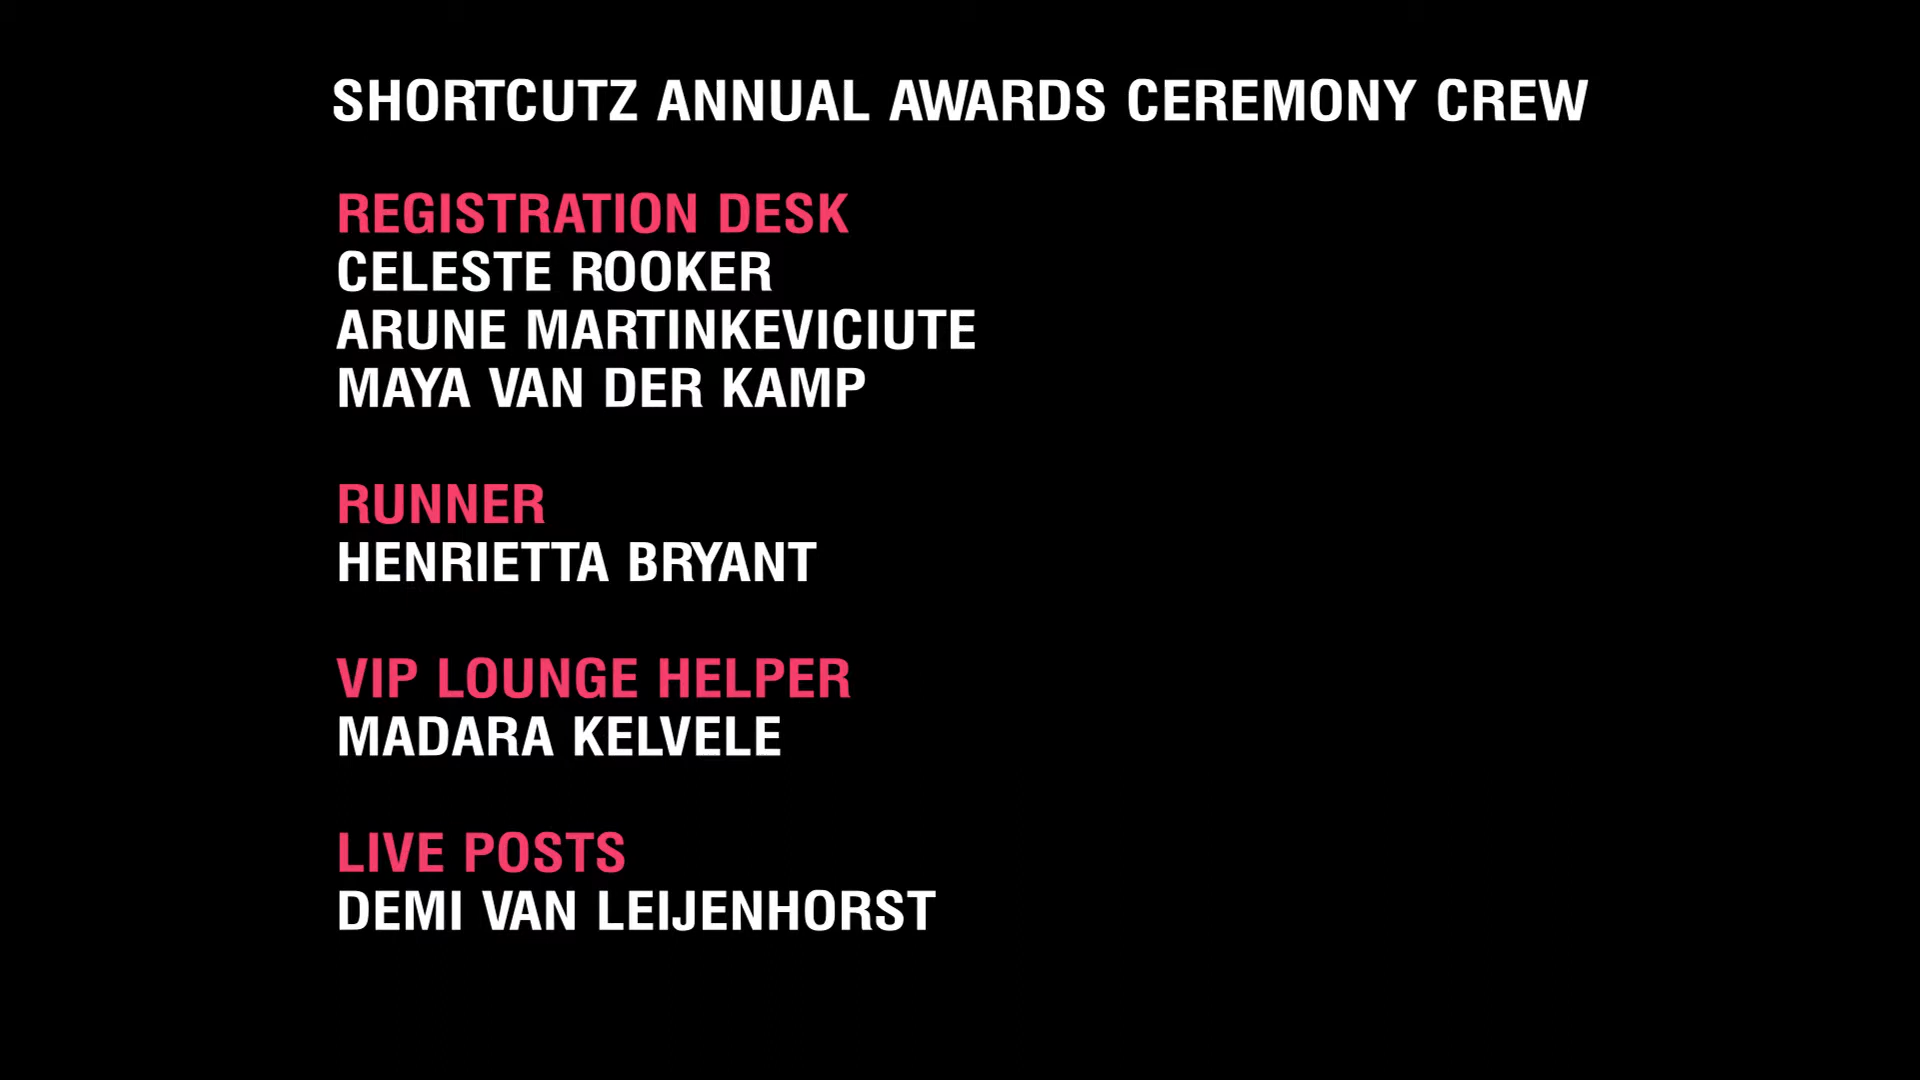 SHORTCUTZ ANNUAL AWARDS CEREMONY CREW
REGISTRATION DESK
CELESTE ROOKER
ARUNE MARTINKEVICIUTE
MAYA VAN DER KAMP
RUNNER
HENRIETTA BRYANT
VIP LOUNGE HELPER
MADARA KELVELE
LIVE POSTS
DEMI VAN LEIJENHORST